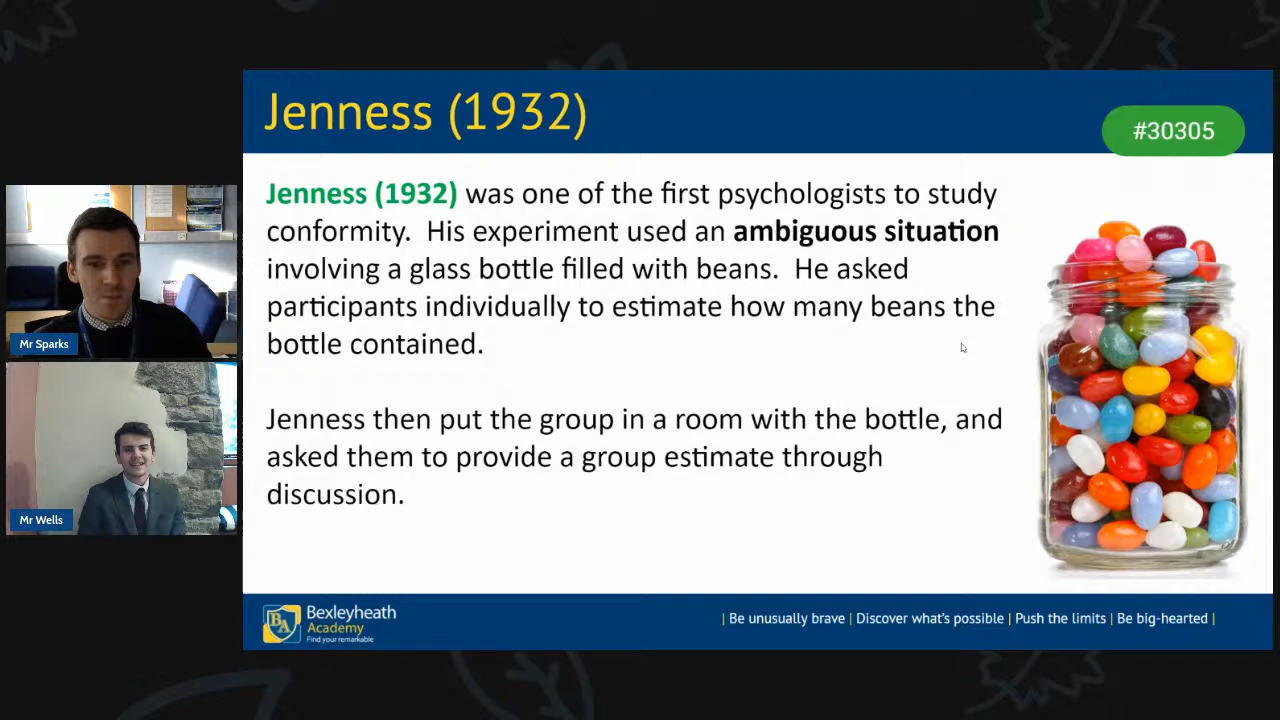 Jenness (1932)
#30305
Jenness (1932) was one of the first psychologists to study
conformity.  His experiment used an ambiguous situation
involving a glass bottle filled with beans.  He asked
participants individually to estimate how many beans the
bottle contained.
Jenness then put the group in a room with the bottle, and
asked them to provide a group estimate through
discussion.
Mr Sparks
Mr Wells
BA
Bexleyheath
Academy
Find your remarkable
| Be unusually brave | Discover what's possible | Push the limits | Be big-hearted |